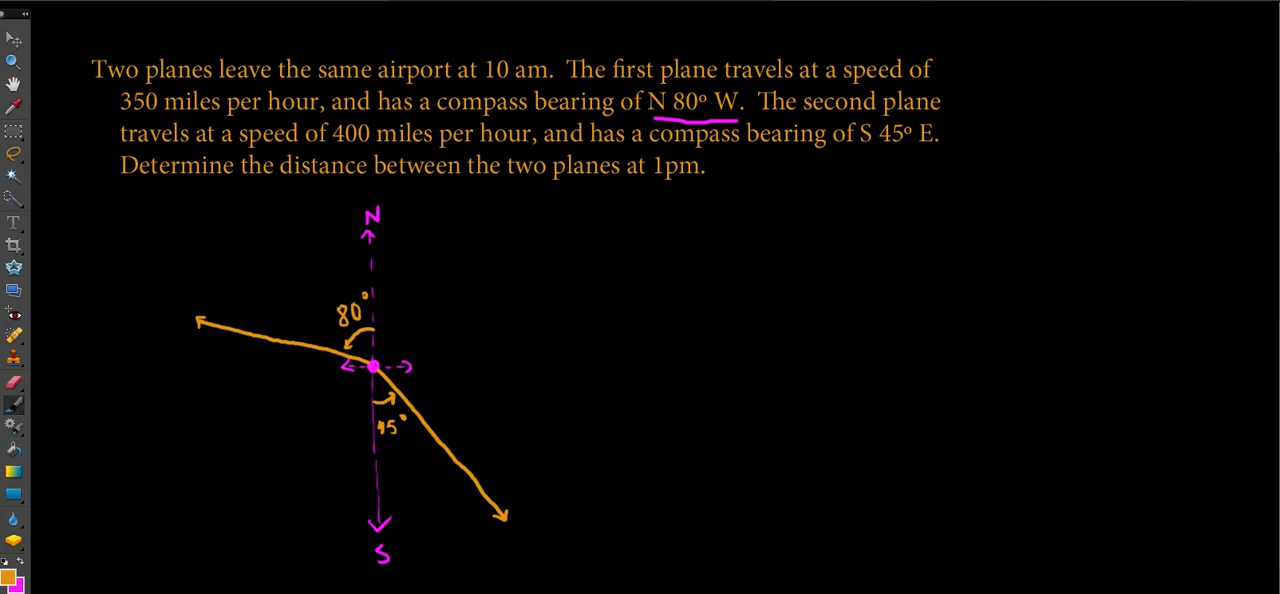 Two planes leave the same airport at 10 am. The first plane travels at a speed of
350 miles per hour, and has a compass bearing of N 80º W. The second plane
travels at a speed of 400 miles per hour, and has a compass bearing of S 45º E.
Determine the distance between the two planes at 1pm.
N
80°
45°
S